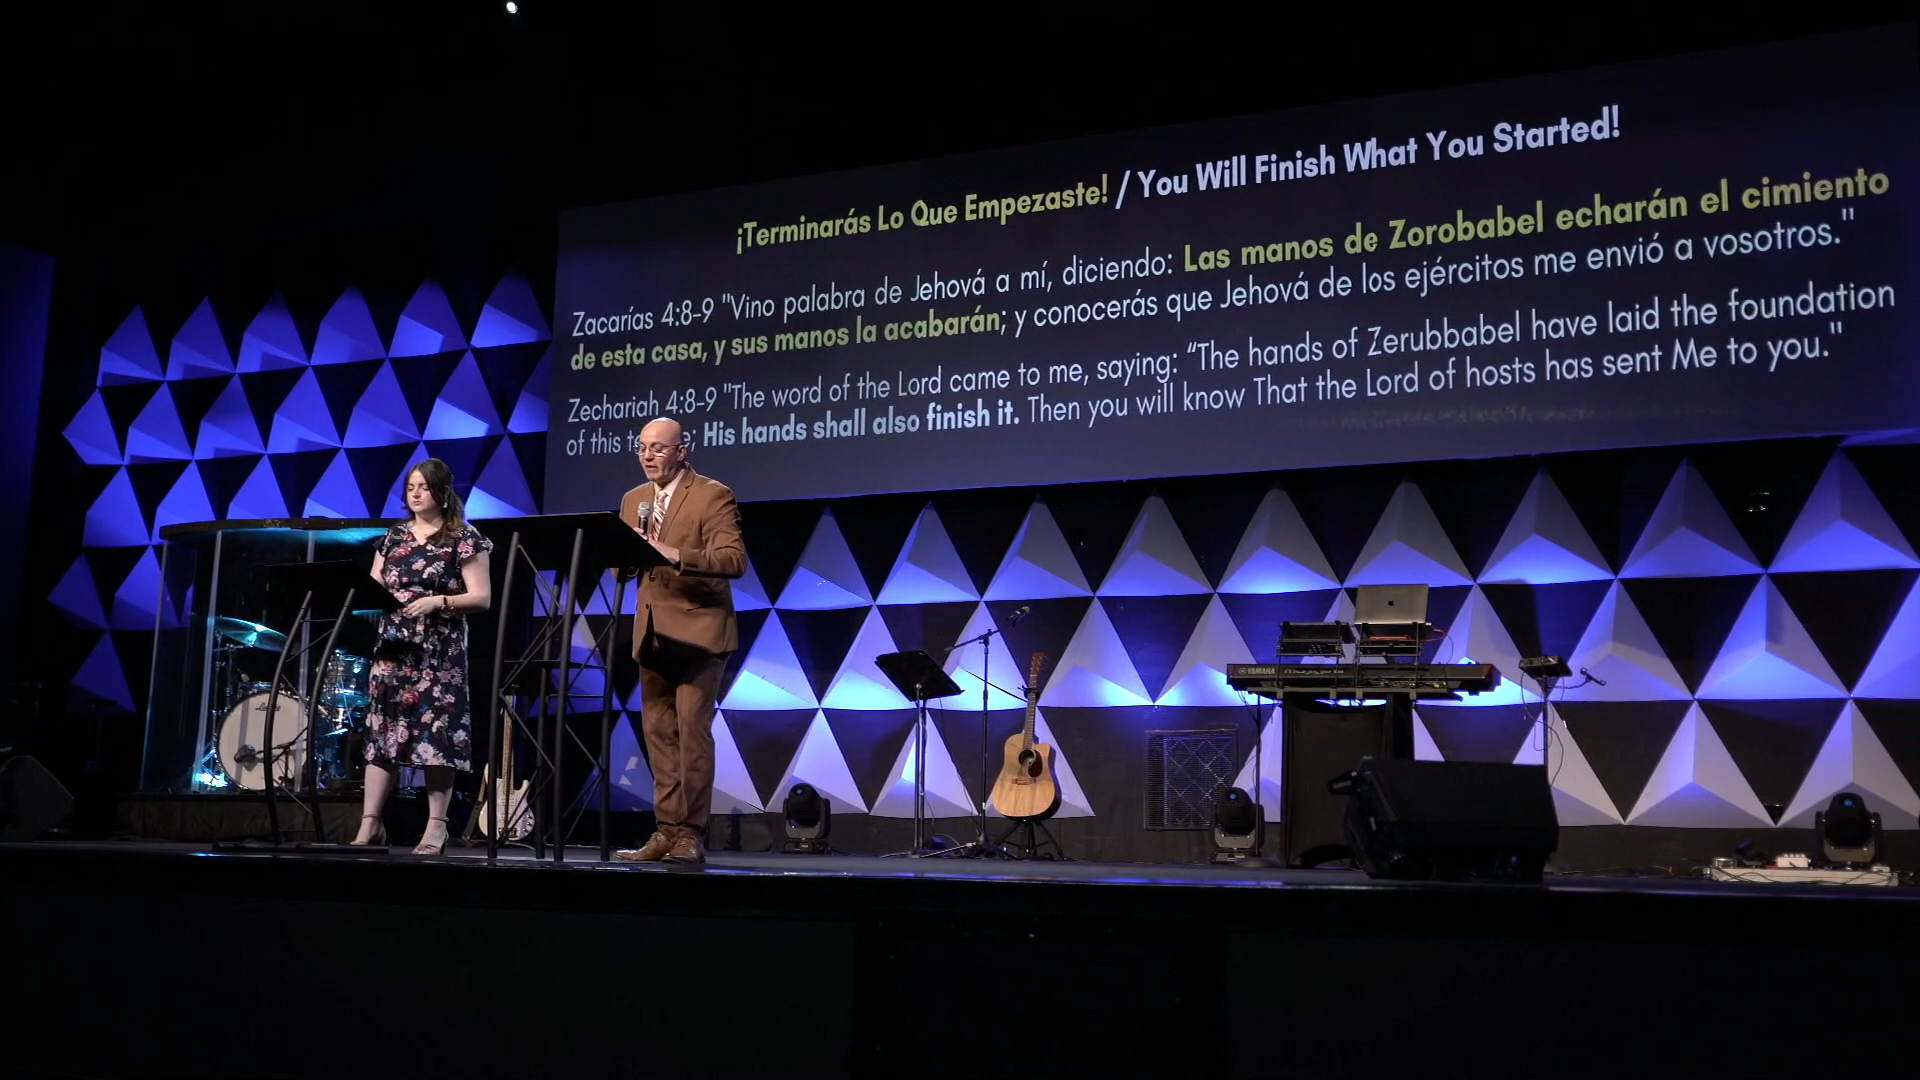 ¡Terminarás Lo Que Empezaste! / You Will Finish What You Started!
Zacarías 4:8-9 "Vino palabra de Jehová a mí, diciendo: Las manos de Zorobabel echarán el cimiento
de esta casa, y sus manos la acabarán; y conocerás que Jehová de los ejércitos me envió a vosotros."
Zechariah 4:8-9 "The word of the Lord came to me, saying: “The hands of Zerubbabel have laid the foundation
of this; His hands shall also finish it. Then you will know That the Lord of hosts has sent Me to you."
YAMAHA